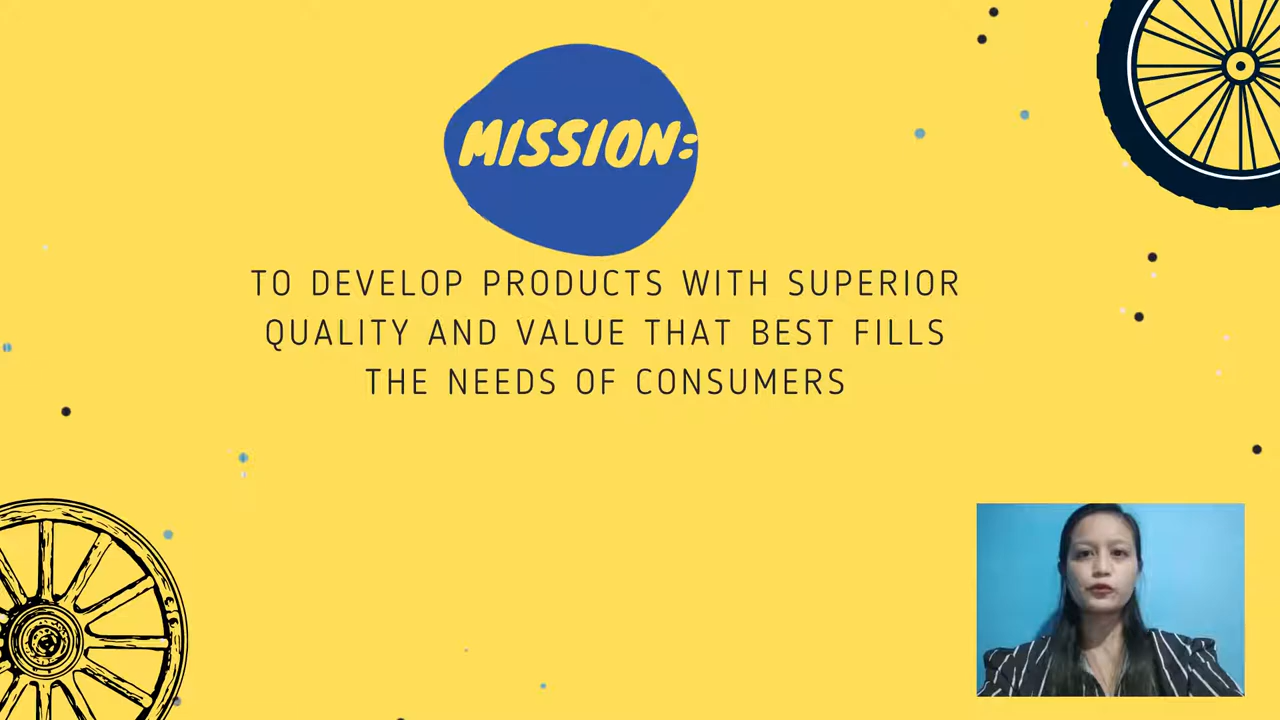 MISSION:
TO DEVELOP PRODUCTS WITH SUPERIOR
QUALITY AND VALUE THAT BEST FILLS
THE NEEDS OF CONSUMERS